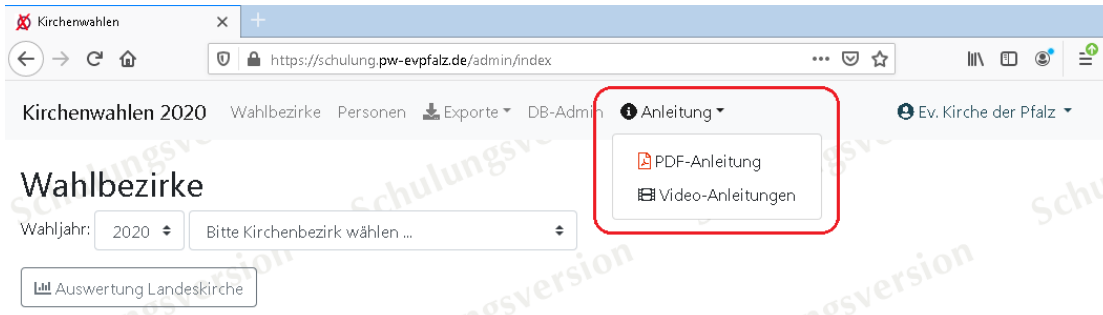 Kirchenwahlen
https://schulung.pw-evpfalz.de/admin/index
Kirchenwahlen 2020 Wahlbezirke Personen Exporte DB-Admin Anleitung Ev. Kirche der Pfalz
PDF-Anleitung
Video-Anleitungen
Wahlbezirke
Wahljahr: 2020 Bitte Kirchenbezirk wählen ...
Auswertung Landeskirche
Schulungsversion